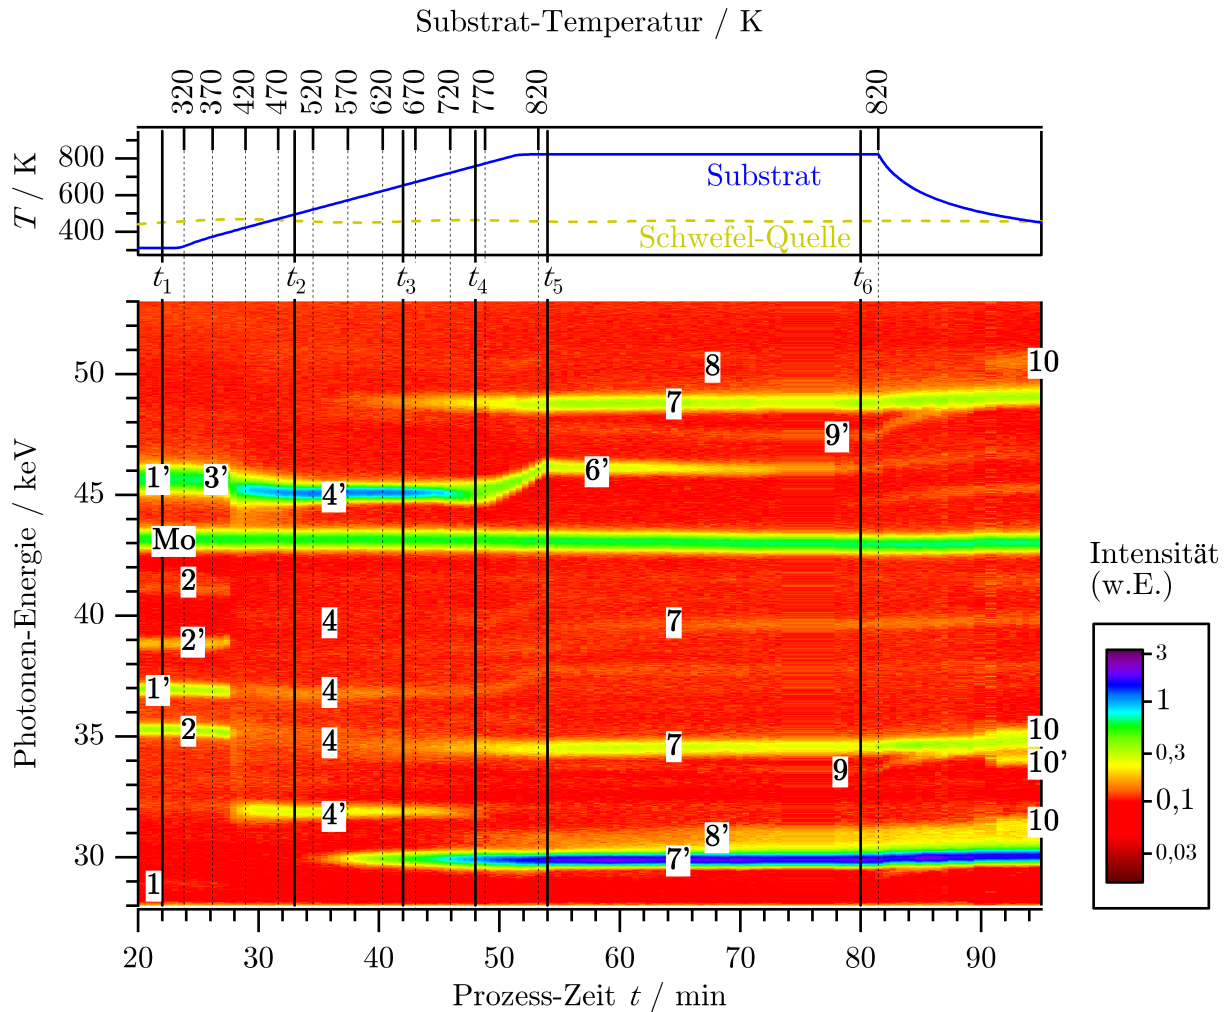 Substrat-Temperatur / K
320 370 420 470 520 570 620 670 720 770 820 820
T / K
800
600
400
Substrat
Schwefel-Quelle
t1 t2 t3 t4 t5 t6
Photonen-Energie / keV
50
45
40
35
30
8
10
7
9'
1' 3' 4' 6'
Mo
2
4 7
2'
1' 4
2 4 7 10
9 10'
4' 10
8'
7'
1
20 30 40 50 60 70 80 90
Prozess-Zeit t / min
Intensität
(w.E.)
3
1
0,3
0,1
0,03